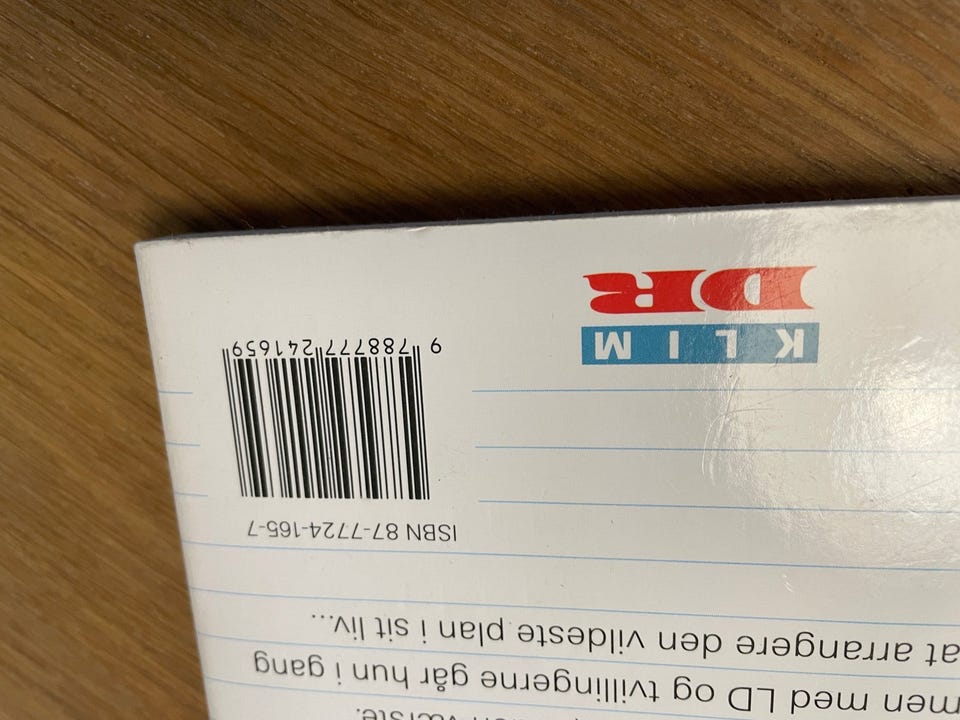 værste.
men med LD og tvillingerne går hun i gang
at arrangere den vildeste plan i sit liv...
ISBN 87-7724-165-7
9 788777 241659
KLIM
DR